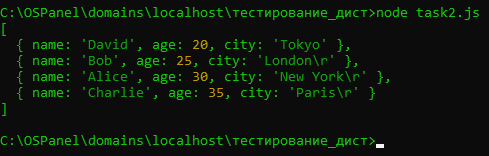 C:\OSPanel\domains\localhost\тестирование_дист>node task2.js
[
  { name: 'David', age: 20, city: 'Tokyo' },
  { name: 'Bob', age: 25, city: 'London\r' },
  { name: 'Alice', age: 30, city: 'New York\r' },
  { name: 'Charlie', age: 35, city: 'Paris\r' }
]
C:\OSPanel\domains\localhost\тестирование_дист>